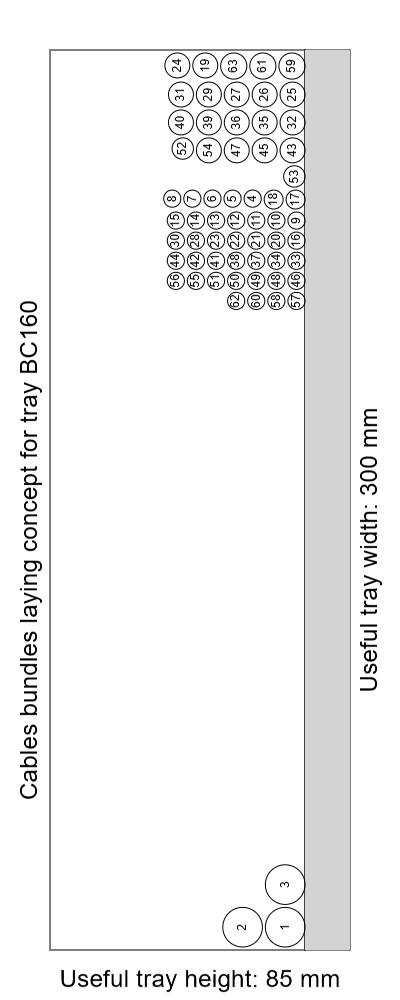 Cables bundles laying concept for tray BC160
24 19 63 61 59
31 29 27 26 25
40 39 36 35 32
52 54 47 45 43
53
8 7 6 5 4 18 17
15 14 13 12 11 10 9
30 28 23 22 21 20 16
44 42 41 38 37 34 33
56 55 51 50 49 48 46
62 60 58 57
3
2 1
Useful tray width: 300 mm
Useful tray height: 85 mm